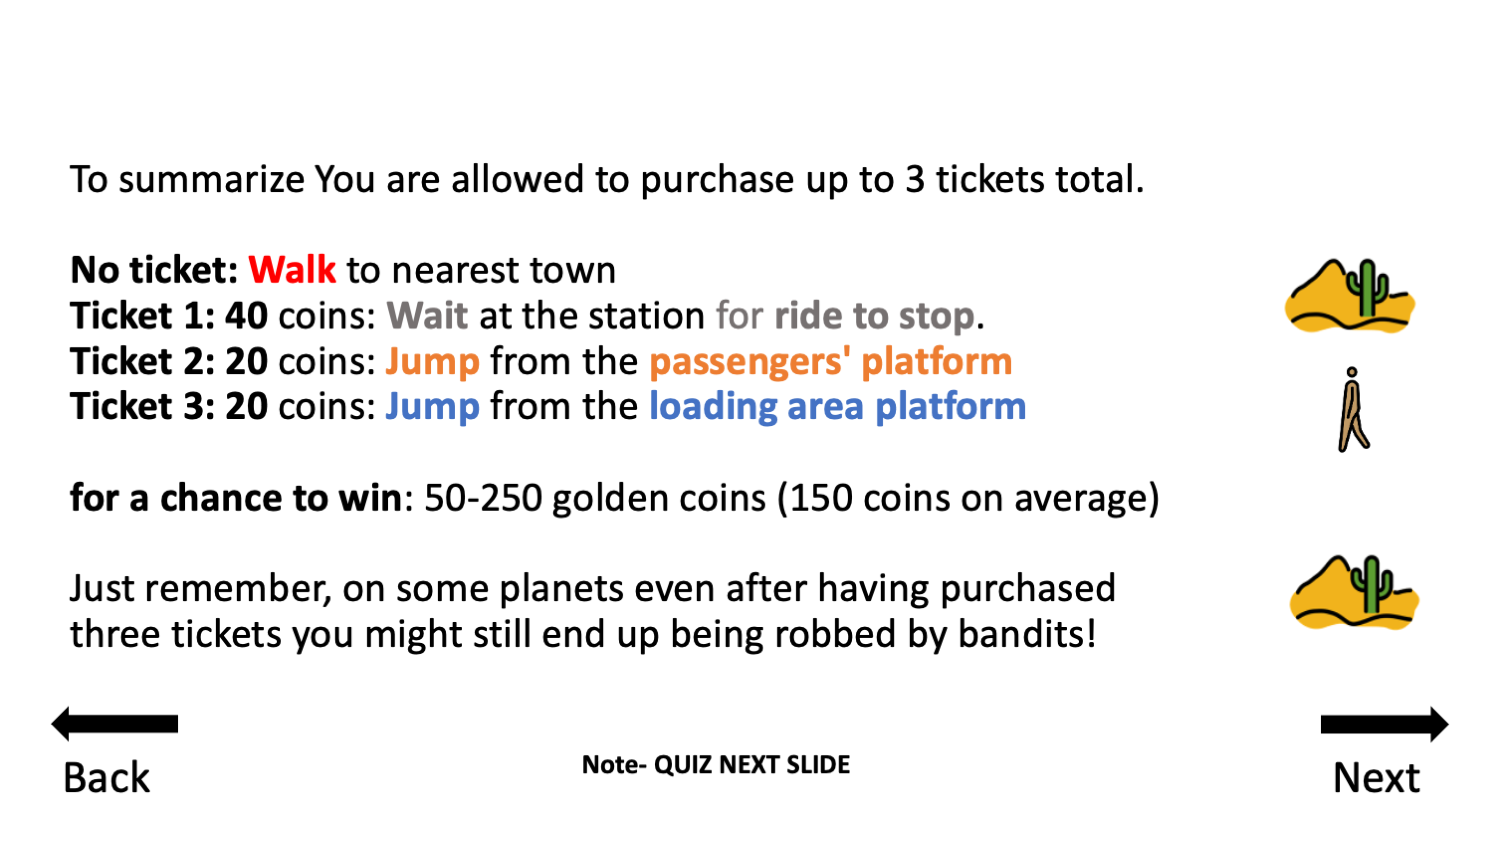 To summarize You are allowed to purchase up to 3 tickets total.
No ticket: Walk to nearest town
Ticket 1: 40 coins: Wait at the station for ride to stop.
Ticket 2: 20 coins: Jump from the passengers' platform
Ticket 3: 20 coins: Jump from the loading area platform
for a chance to win: 50-250 golden coins (150 coins on average)
Just remember, on some planets even after having purchased
three tickets you might still end up being robbed by bandits!
Back
Note- QUIZ NEXT SLIDE
Next